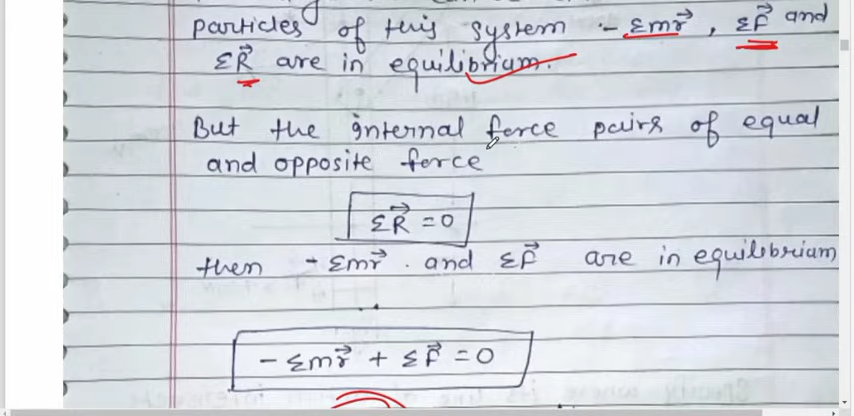 particles of this system - Σmr⃗, ΣF⃗ and
ΣR⃗ are in equilibrium.
But the internal force pairs of equal
and opposite force
ΣR⃗ = 0
then - Σmr⃗ . and ΣF⃗ are in equilibrium
- Σmr⃗ + ΣF⃗ = 0